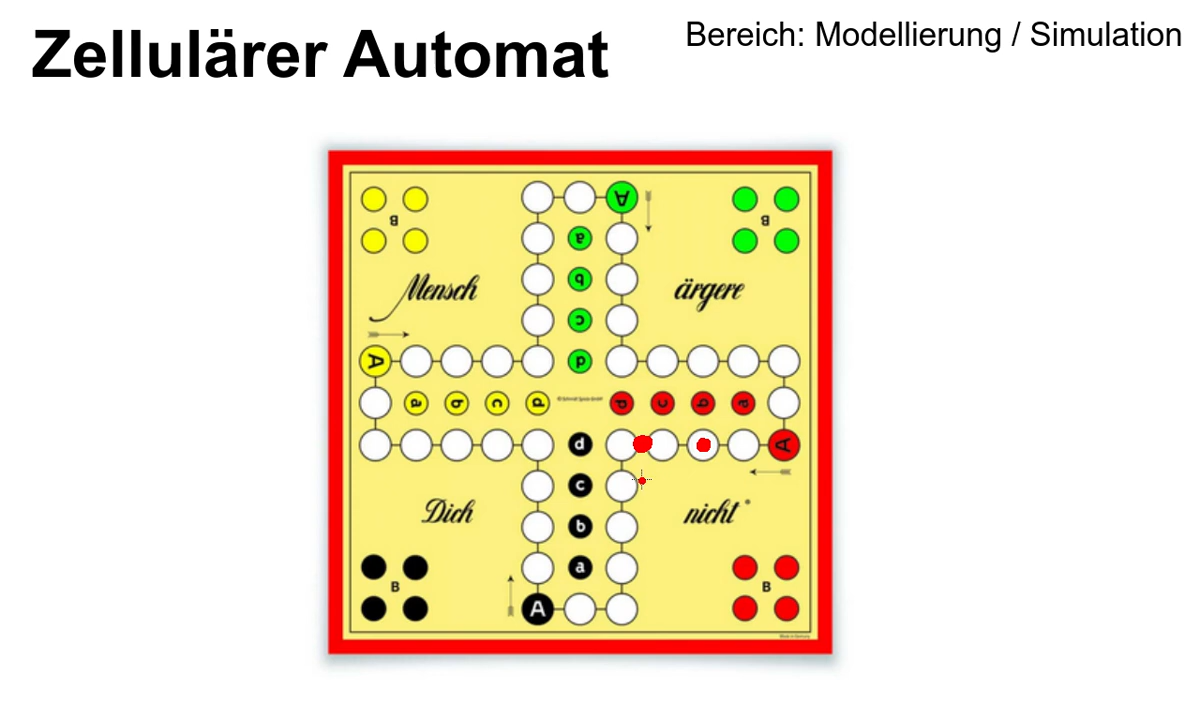 Zellulärer Automat
Bereich: Modellierung / Simulation
A
B
B
a
b
Mensch
ärgere
c
A
d
a
b
c
d
d
c
b
a
d
A
c
Dich
nicht
b
a
B
B
A